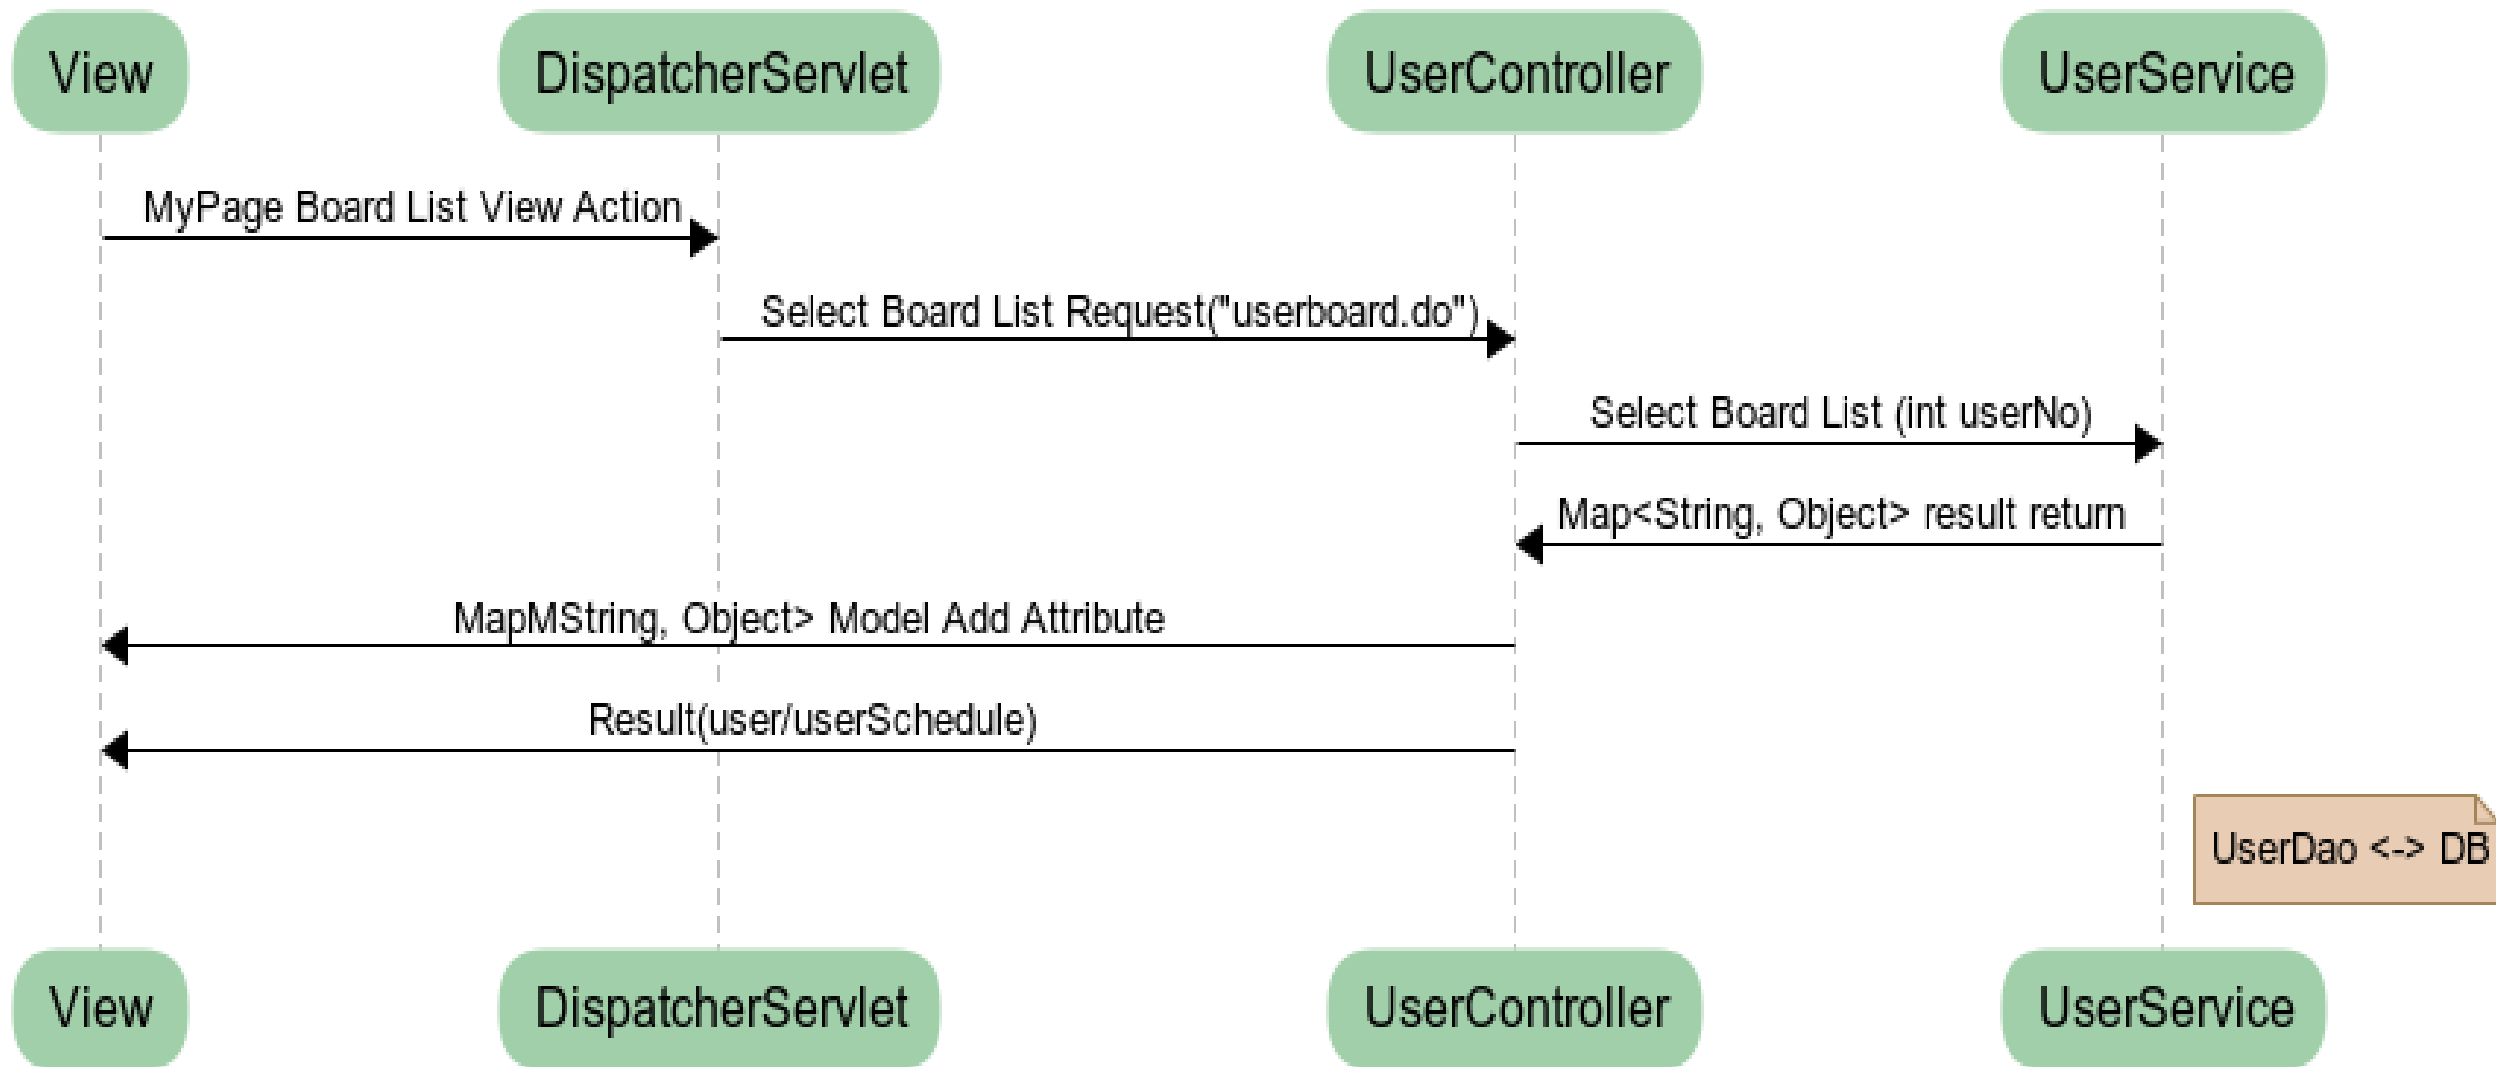 View
DispatcherServlet
UserController
UserService
MyPage Board List View Action
Select Board List Request("userboard.do")
Select Board List (int userNo)
Map<String, Object> result return
MapMString, Object> Model Add Attribute
Result(user/userSchedule)
UserDao <-> DB
View
DispatcherServlet
UserController
UserService